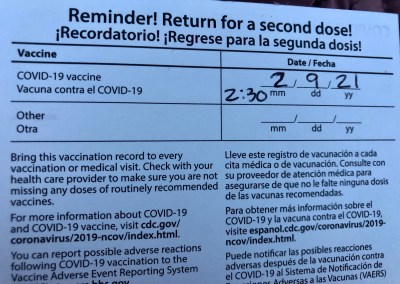 Reminder! Return for a second dose!
¡Recordatorio! ¡Regrese para la segunda dosis!
Vaccine
Date / Fecha
COVID-19 vaccine
Vacuna contra el COVID-19
2 / 9 / 21
2:30 mm dd yy
Other
Otra
/ /
mm dd yy
Bring this vaccination record to every
vaccination or medical visit. Check with your
health care provider to make sure you are not
missing any doses of routinely recommended
vaccines.
For more information about COVID-19
and COVID-19 vaccine, visit cdc.gov/
coronavirus/2019-ncov/index.html.
You can report possible adverse reactions
following COVID-19 vaccination to the
Vaccine Adverse Event Reporting System
Lleve este registro de vacunación a cada
cita médica o de vacunación. Consulte con
su proveedor de atención médica para
asegurarse de que no le falte ninguna dosis
de las vacunas recomendadas.
Para obtener más información sobre el
COVID-19 y la vacuna contra el COVID-19,
visite espanol.cdc.gov/coronavirus/2019-
ncov/index.html.
Puede notificar las posibles reacciones
adversas después de la vacunación contra
el COVID-19 al Sistema de Notificación de
Adversas a las Vacunas (VAERS)